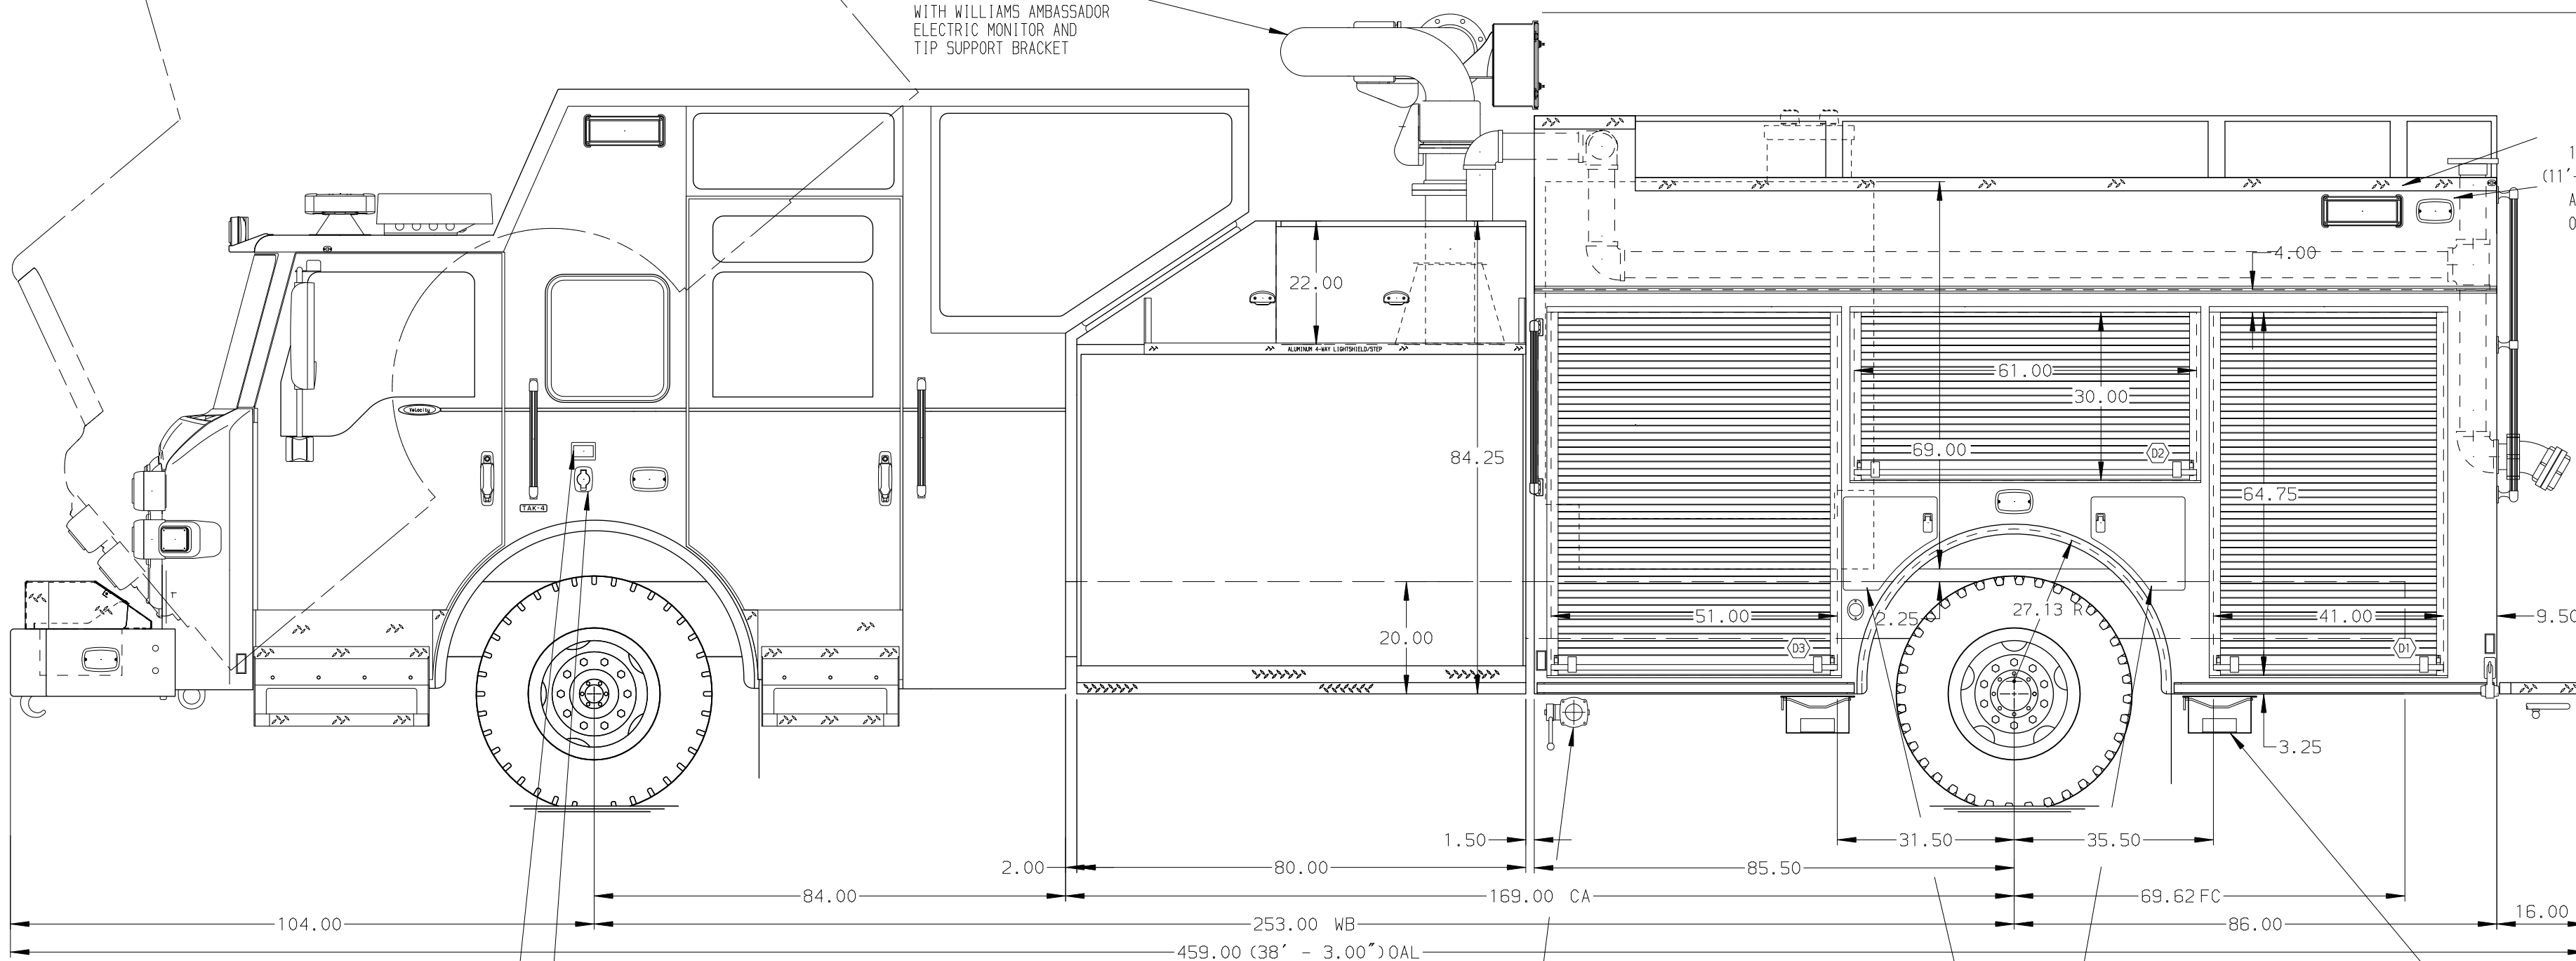 WITH WILLIAMS AMBASSADOR
ELECTRIC MONITOR AND
TIP SUPPORT BRACKET
1
(11'-
A
O
22.00
4.00
ALUMINUM 4-WAY LIGHTSHIELD/STEP
61.00
30.00
Velocity
84.25
69.00
D2
64.75
TAK-4
2.25
27.13 R
51.00
41.00
9.50
20.00
D3
D1
3.25
1.50
31.50
35.50
2.00
80.00
85.50
84.00
169.00 CA
69.62 FC
104.00
253.00 WB
86.00
16.00
459.00 (38' - 3.00") OAL